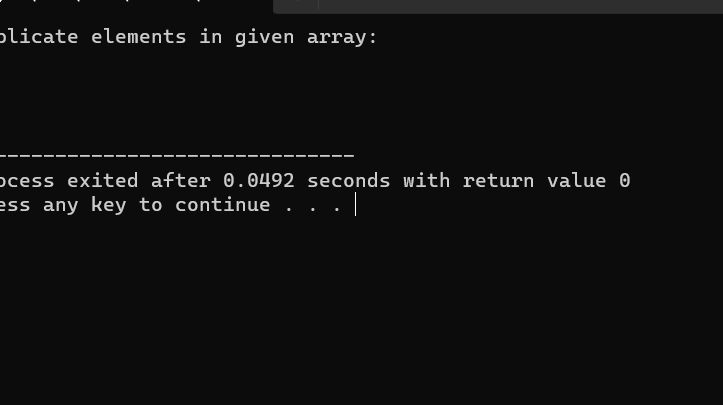 plicate elements in given array:
------------------------------
ocess exited after 0.0492 seconds with return value 0
ess any key to continue . . .